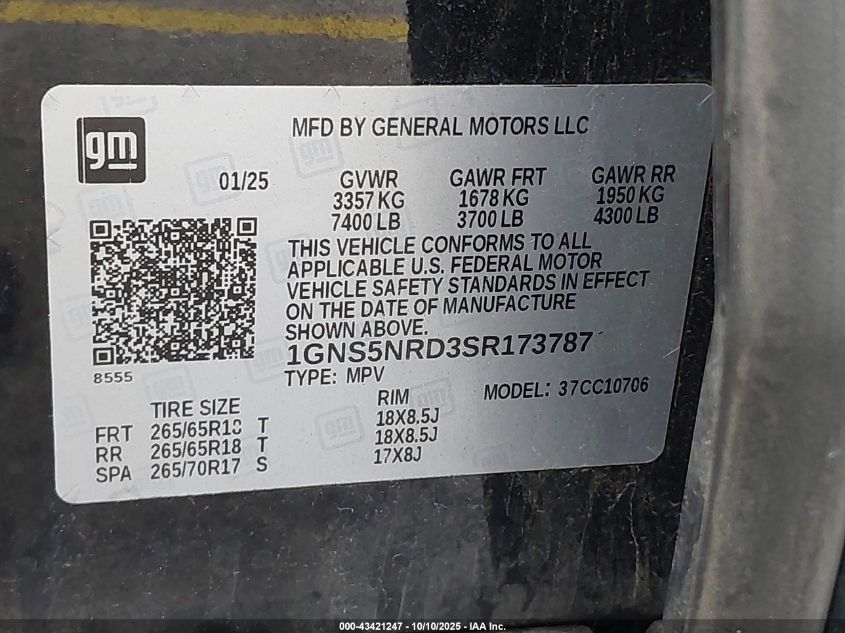 gm
MFD BY GENERAL MOTORS LLC
01/25
GVWR GAWR FRT GAWR RR
3357 KG 1678 KG 1950 KG
7400 LB 3700 LB 4300 LB
THIS VEHICLE CONFORMS TO ALL
APPLICABLE U.S. FEDERAL MOTOR
VEHICLE SAFETY STANDARDS IN EFFECT
ON THE DATE OF MANUFACTURE
SHOWN ABOVE.
1GNS5NRD3SR173787
8555
TYPE: MPV MODEL: 37CC10706
TIRE SIZE RIM
FRT 265/65R18 T 18X8.5J
RR 265/65R18 T 18X8.5J
SPA 265/70R17 S 17X8J
000-43421247 - 10/10/2025 - IAA Inc.